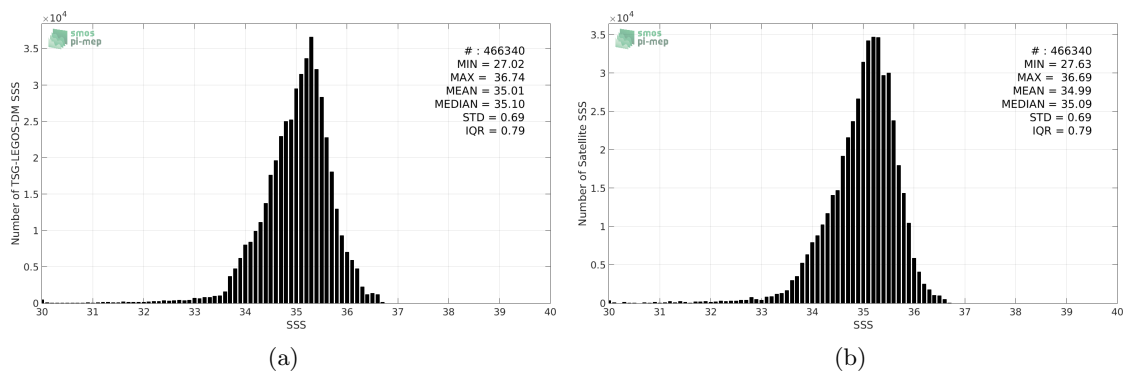 ×10⁴
smos
pi-mep
# : 466340
MIN = 27.02
MAX = 36.74
MEAN = 35.01
MEDIAN = 35.10
STD = 0.69
IQR = 0.79
Number of TSG-LEGOS-DM SSS
3.5
3
2.5
2
1.5
1
0.5
0
30 31 32 33 34 35 36 37 38 39 40
SSS
(a)
×10⁴
smos
pi-mep
# : 466340
MIN = 27.63
MAX = 36.69
MEAN = 34.99
MEDIAN = 35.09
STD = 0.69
IQR = 0.79
Number of Satellite SSS
3.5
3
2.5
2
1.5
1
0.5
0
30 31 32 33 34 35 36 37 38 39 40
SSS
(b)